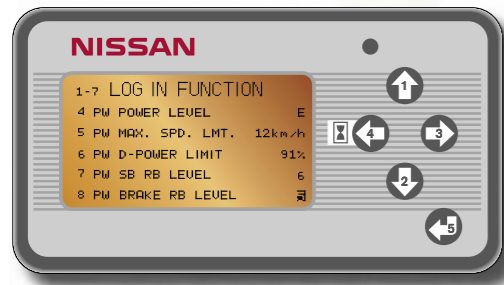 NISSAN
1-7 LOG IN FUNCTION
4 PW POWER LEVEL E
5 PW MAX. SPD. LMT. 12km/h
6 PW D-POWER LIMIT 91%
7 PW SB RB LEVEL 6
8 PW BRAKE RB LEVEL
1
4
3
2
5